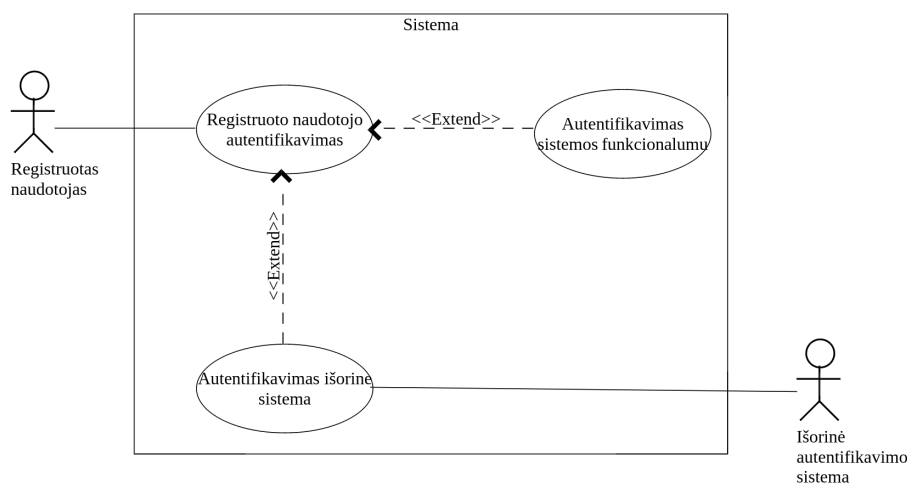 Sistema
Registruoto naudotojo
autentifikavimas
<<Extend>>
Autentifikavimas
sistemos funkcionalumu
Registruotas
naudotojas
<<Extend>>
Autentifikavimas išorine
sistema
Išorinė
autentifikavimo
sistema